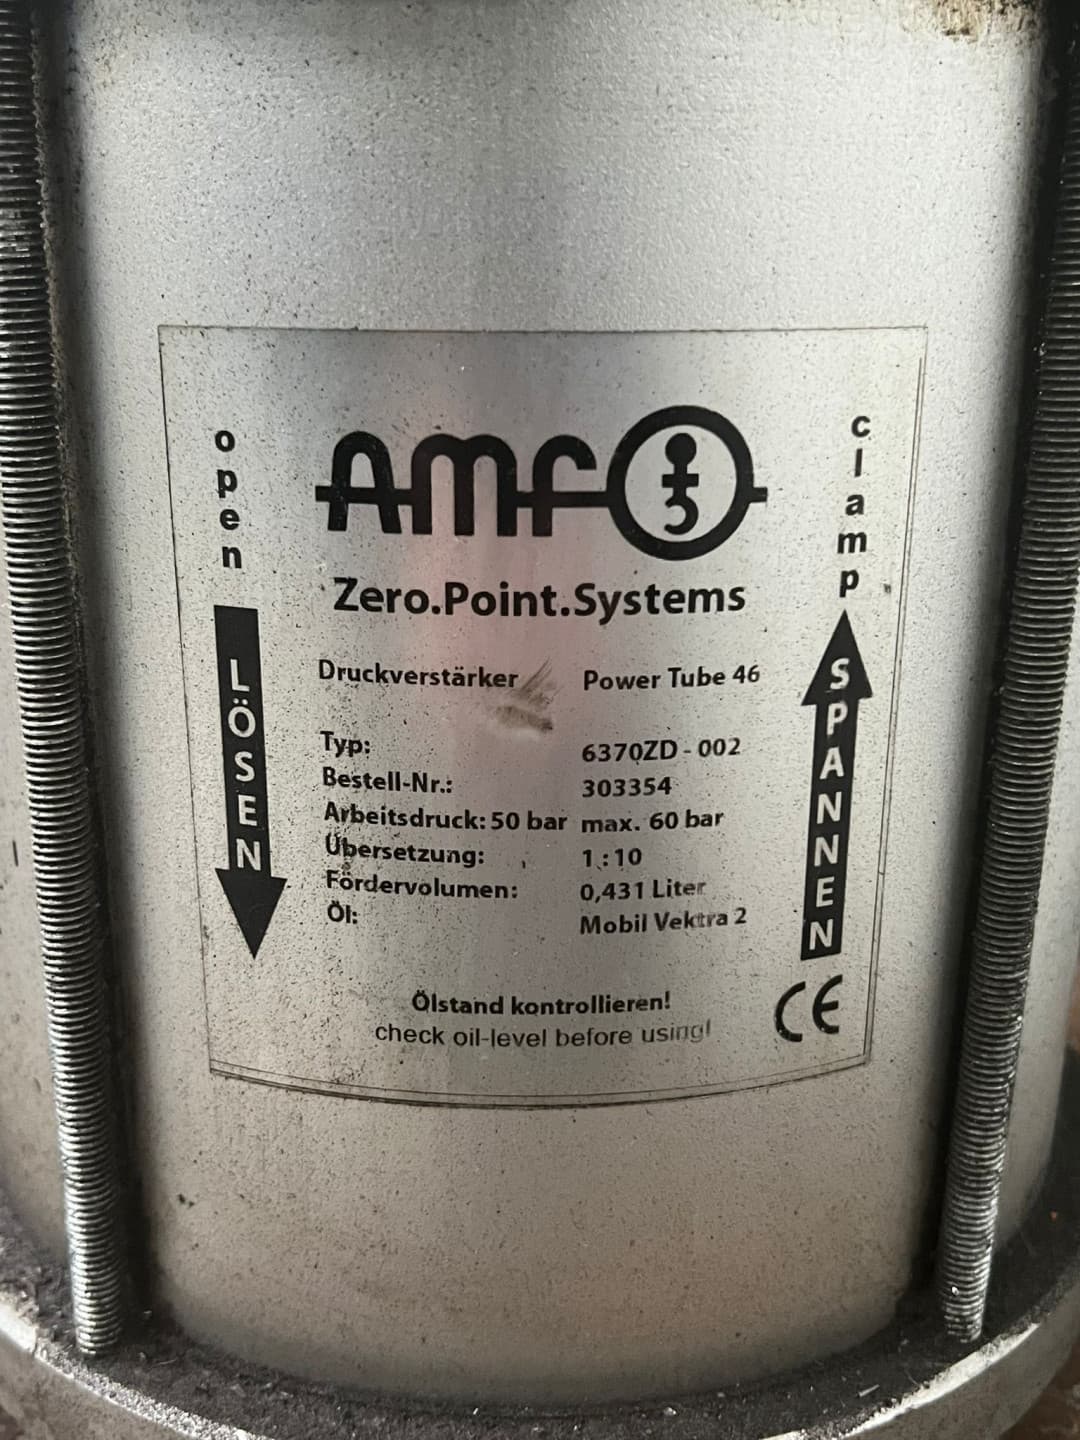 open
LÖSEN
AMF
Zero.Point.Systems
Druckverstärker Power Tube 46
Typ: 6370ZD - 002
Bestell-Nr.: 303354
Arbeitsdruck: 50 bar max. 60 bar
Übersetzung: 1 : 10
Fördervolumen: 0,431 Liter
Öl: Mobil Vektra 2
Ölstand kontrollieren!
check oil-level before using!
clamp
SPANNEN
CE